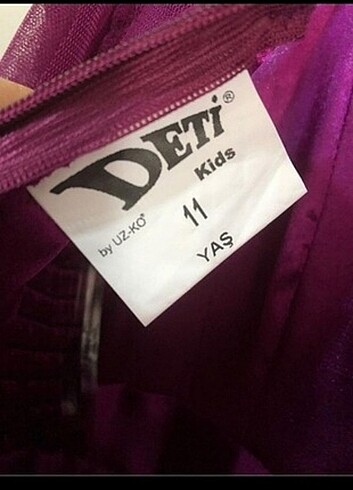 DETi®
Kids
by UZ-KO®
11
YAŞ